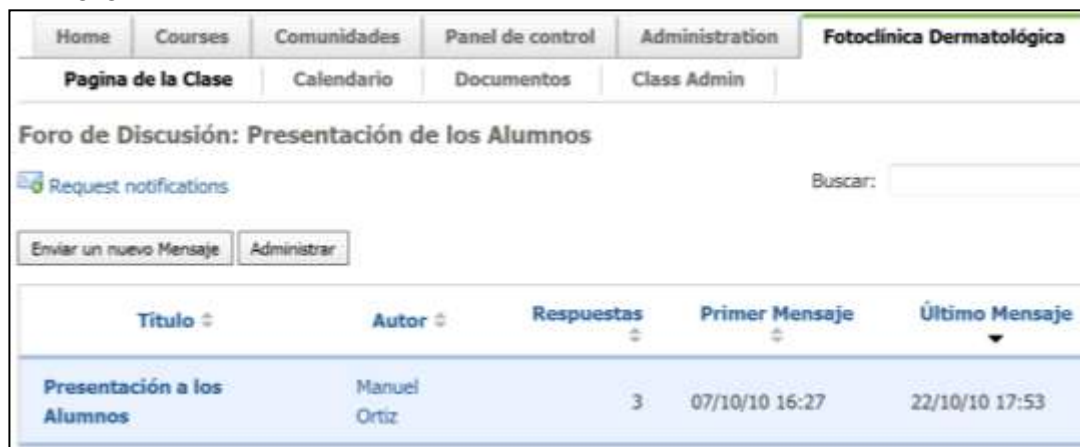 Home Courses Comunidades Panel de control Administration Fotoclínica Dermatológica
Pagina de la Clase Calendario Documentos Class Admin
Foro de Discusión: Presentación de los Alumnos
Request notifications Buscar:
Enviar un nuevo Mensaje Administrar
Titulo Autor Respuestas Primer Mensaje Último Mensaje
Presentación a los Alumnos Manuel Ortiz 3 07/10/10 16:27 22/10/10 17:53